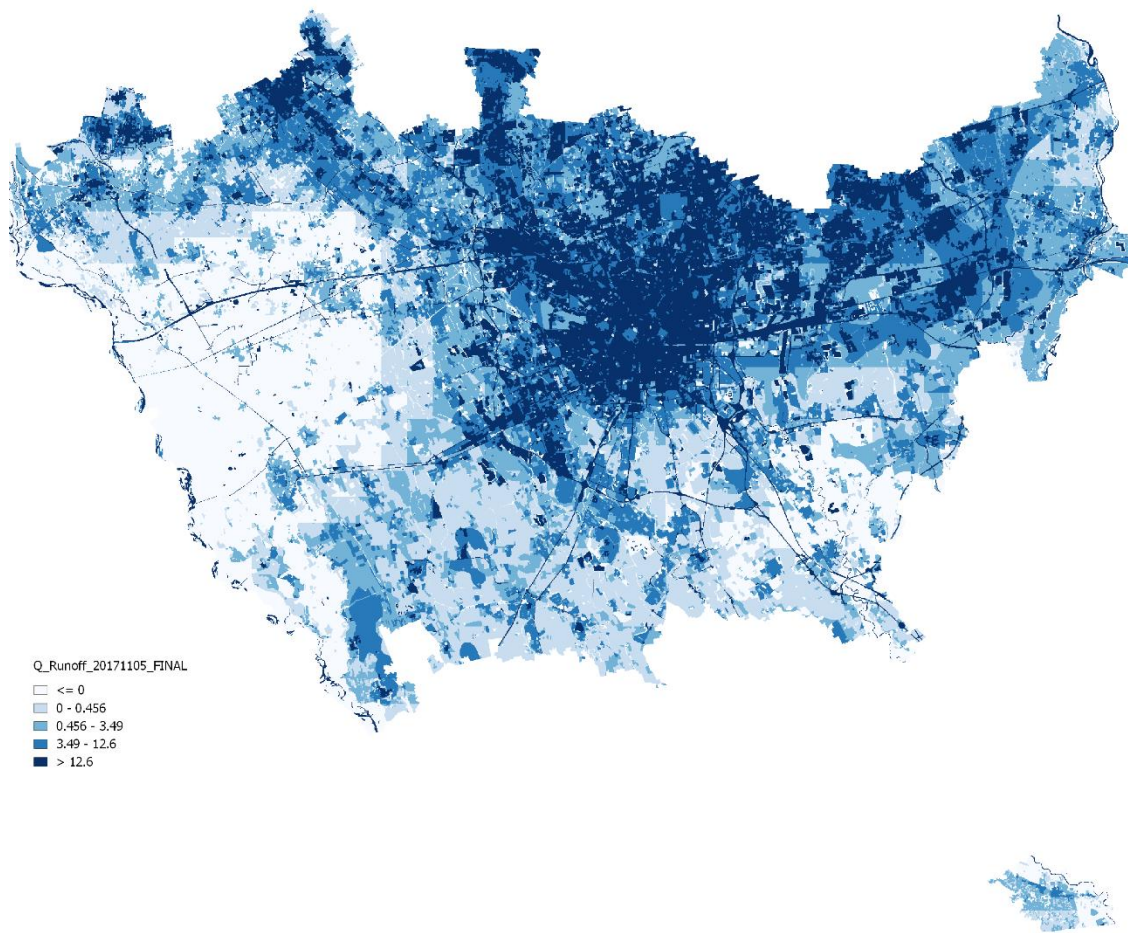 Q_Runoff_20171105_FINAL
<= 0
0 - 0.456
0.456 - 3.49
3.49 - 12.6
> 12.6